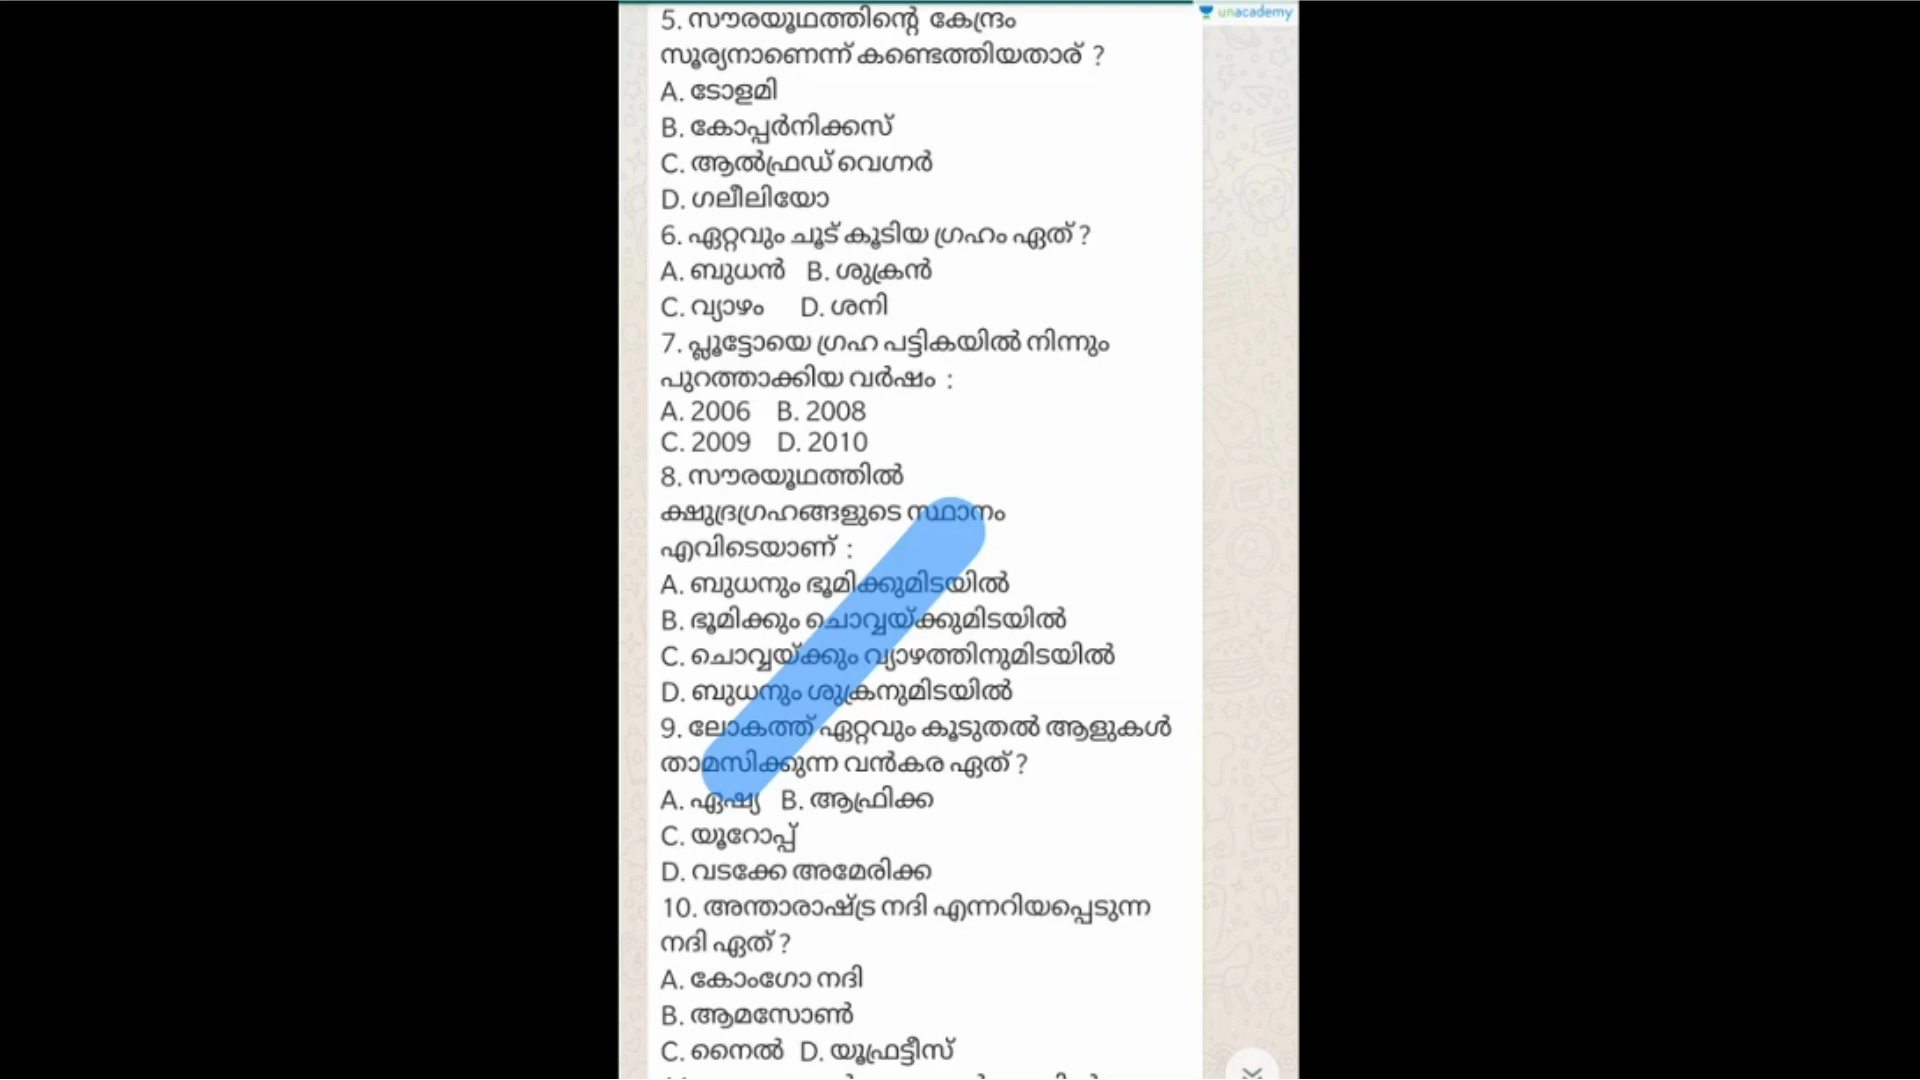 unacademy
5. സൗരയൂഥത്തിന്റെ കേന്ദ്രം
സൂര്യനാണെന്ന് കണ്ടെത്തിയതാര് ?
A. ടോളമി
B. കോപ്പർനിക്കസ്
C. ആൽഫ്രഡ് വെഗ്നർ
D. ഗലീലിയോ
6. ഏറ്റവും ചൂട് കൂടിയ ഗ്രഹം ഏത് ?
A. ബുധൻ B. ശുക്രൻ
C. വ്യാഴം D. ശനി
7. പ്ലൂട്ടോയെ ഗ്രഹ പട്ടികയിൽ നിന്നും
പുറത്താക്കിയ വർഷം :
A. 2006 B. 2008
C. 2009 D. 2010
8. സൗരയൂഥത്തിൽ
ക്ഷുദ്രഗ്രഹങ്ങളുടെ സ്ഥാനം
എവിടെയാണ് :
A. ബുധനും ഭൂമിക്കുമിടയിൽ
B. ഭൂമിക്കും ചൊവ്വയ്ക്കുമിടയിൽ
C. ചൊവ്വയ്ക്കും വ്യാഴത്തിനുമിടയിൽ
D. ബുധനും ശുക്രനുമിടയിൽ
9. ലോകത്ത് ഏറ്റവും കൂടുതൽ ആളുകൾ
താമസിക്കുന്ന വൻകര ഏത് ?
A. ഏഷ്യ B. ആഫ്രിക്ക
C. യൂറോപ്പ്
D. വടക്കേ അമേരിക്ക
10. അന്താരാഷ്ട്ര നദി എന്നറിയപ്പെടുന്ന
നദി ഏത് ?
A. കോംഗോ നദി
B. ആമസോൺ
C. നൈൽ D. യൂഫ്രട്ടീസ്